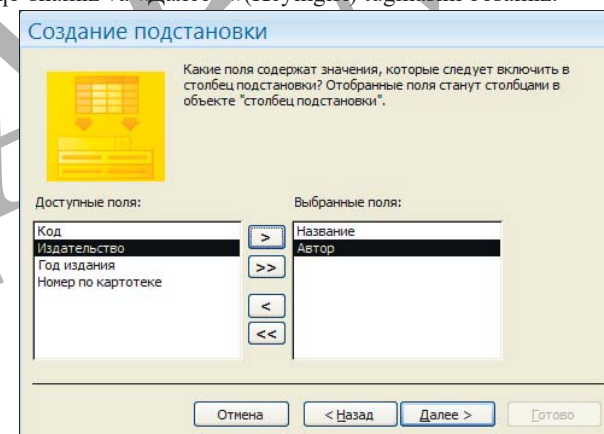 Создание подстановки
Какие поля содержат значения, которые следует включить в
столбец подстановки? Отобранные поля станут столбцами в
объекте "столбец подстановки".
Доступные поля:
Выбранные поля:
Код
Издательство
Год издания
Номер по картотеке
>
>>
<
<<
Название
Автор
Отмена
< Назад
Далее >
Готово